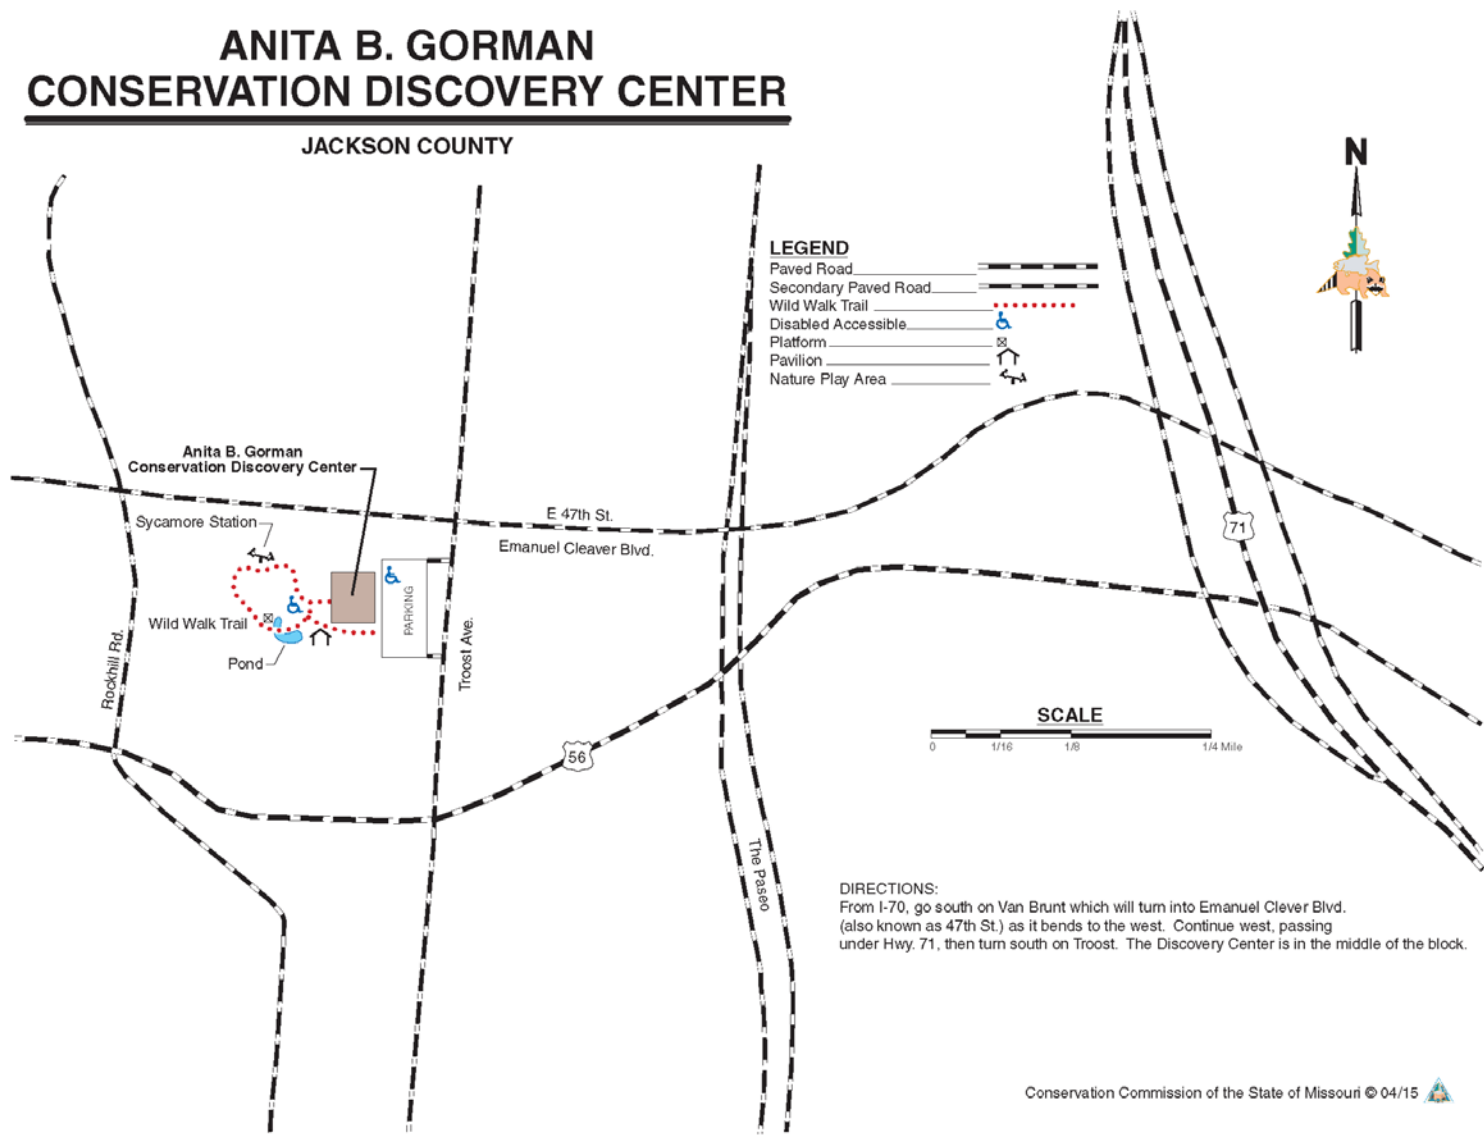 ANITA B. GORMAN
CONSERVATION DISCOVERY CENTER
JACKSON COUNTY
N
LEGEND
Paved Road
Secondary Paved Road
Wild Walk Trail
Disabled Accessible
Platform
Pavilion
Nature Play Area
Anita B. Gorman
Conservation Discovery Center
Sycamore Station
E 47th St.
Emanuel Cleaver Blvd.
71
PARKING
Wild Walk Trail
Pond
Rockhill Rd.
Troost Ave.
SCALE
0 1/16 1/8 1/4 Mile
56
The Paseo
DIRECTIONS:
From I-70, go south on Van Brunt which will turn into Emanuel Clever Blvd.
(also known as 47th St.) as it bends to the west. Continue west, passing
under Hwy. 71, then turn south on Troost. The Discovery Center is in the middle of the block.
Conservation Commission of the State of Missouri © 04/15